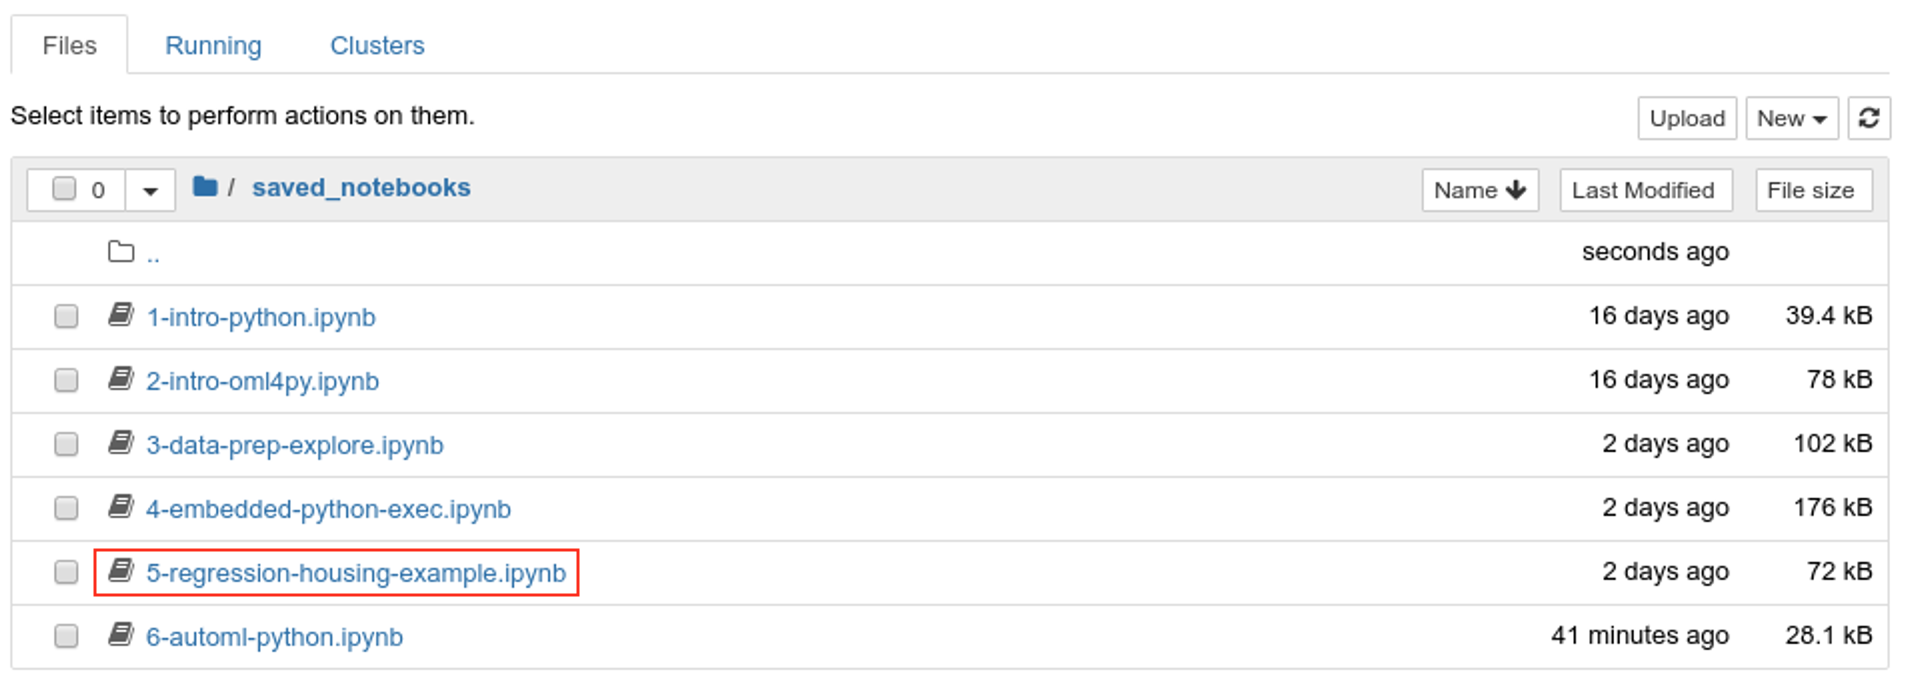 Files Running Clusters
Select items to perform actions on them. Upload New
0 / saved_notebooks Name Last Modified File size
.. seconds ago
1-intro-python.ipynb 16 days ago 39.4 kB
2-intro-oml4py.ipynb 16 days ago 78 kB
3-data-prep-explore.ipynb 2 days ago 102 kB
4-embedded-python-exec.ipynb 2 days ago 176 kB
5-regression-housing-example.ipynb 2 days ago 72 kB
6-automl-python.ipynb 41 minutes ago 28.1 kB